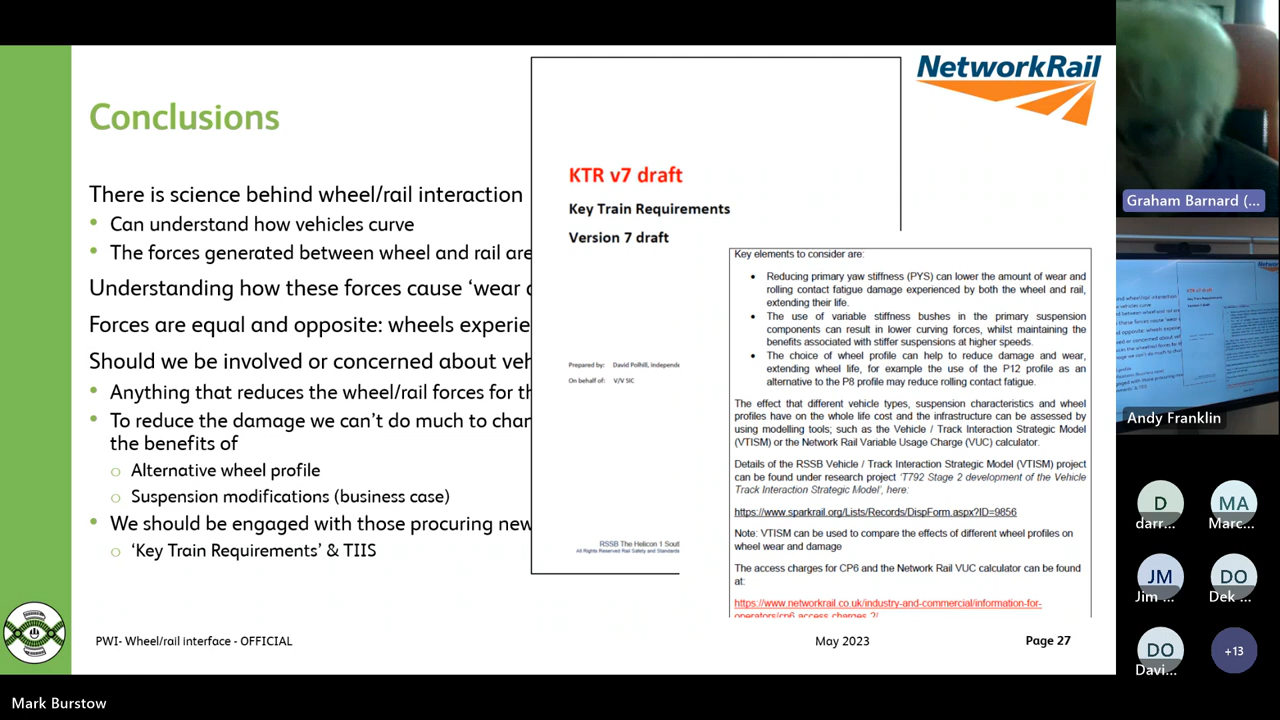 NetworkRail
Conclusions
There is science behind wheel/rail interaction
• Can understand how vehicles curve
• The forces generated between wheel and rail are
Understanding how these forces cause ‘wear
Forces are equal and opposite: wheels experie
Should we be involved or concerned about veh
• Anything that reduces the wheel/rail forces for th
• To reduce the damage we can’t do much to chan
the benefits of
o Alternative wheel profile
o Suspension modifications (business case)
• We should be engaged with those procuring new
o ‘Key Train Requirements’ & TIIS
KTR v7 draft
Key Train Requirements
Version 7 draft
Prepared by: David Polhill, Independe
On behalf of: V/V SIC
RSSB The Helicon 1 Sout
All Rights Reserved Rail Safety and Standards
Key elements to consider are:
• Reducing primary yaw stiffness (PYS) can lower the amount of wear and
rolling contact fatigue damage experienced by both the wheel and rail,
extending their life.
• The use of variable stiffness bushes in the primary suspension
components can result in lower curving forces, whilst maintaining the
benefits associated with stiffer suspensions at higher speeds.
• The choice of wheel profile can help to reduce damage and wear,
extending wheel life, for example the use of the P12 profile as an
alternative to the P8 profile may reduce rolling contact fatigue.
The effect that different vehicle types, suspension characteristics and wheel
profiles have on the whole life cost and the infrastructure can be assessed by
using modelling tools; such as the Vehicle / Track Interaction Strategic Model
(VTISM) or the Network Rail Variable Usage Charge (VUC) calculator.
Details of the RSSB Vehicle / Track Interaction Strategic Model (VTISM) project
can be found under research project ‘T792 Stage 2 development of the Vehicle
Track Interaction Strategic Model’, here:
https://www.sparkrail.org/Lists/Records/DispForm.aspx?ID=9856
Note: VTISM can be used to compare the effects of different wheel profiles on
wheel wear and damage
The access charges for CP6 and the Network Rail VUC calculator can be found
at:
https://www.networkrail.co.uk/industry-and-commercial/information-for-
operators/cp6-access-charges-2/
PWI- Wheel/rail interface - OFFICIAL
May 2023
Page 27
Mark Burstow
Graham Barnard (...
Andy Franklin
D
darr...
MA
Marc...
JM
Jim ...
DO
Dek ...
DO
Davi...
+13